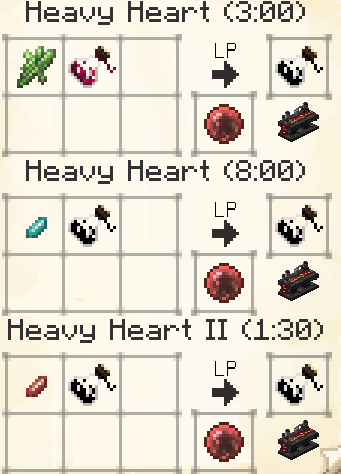 Heavy Heart (3:00)
LP
Heavy Heart (8:00)
LP
Heavy Heart II (1:30)
LP